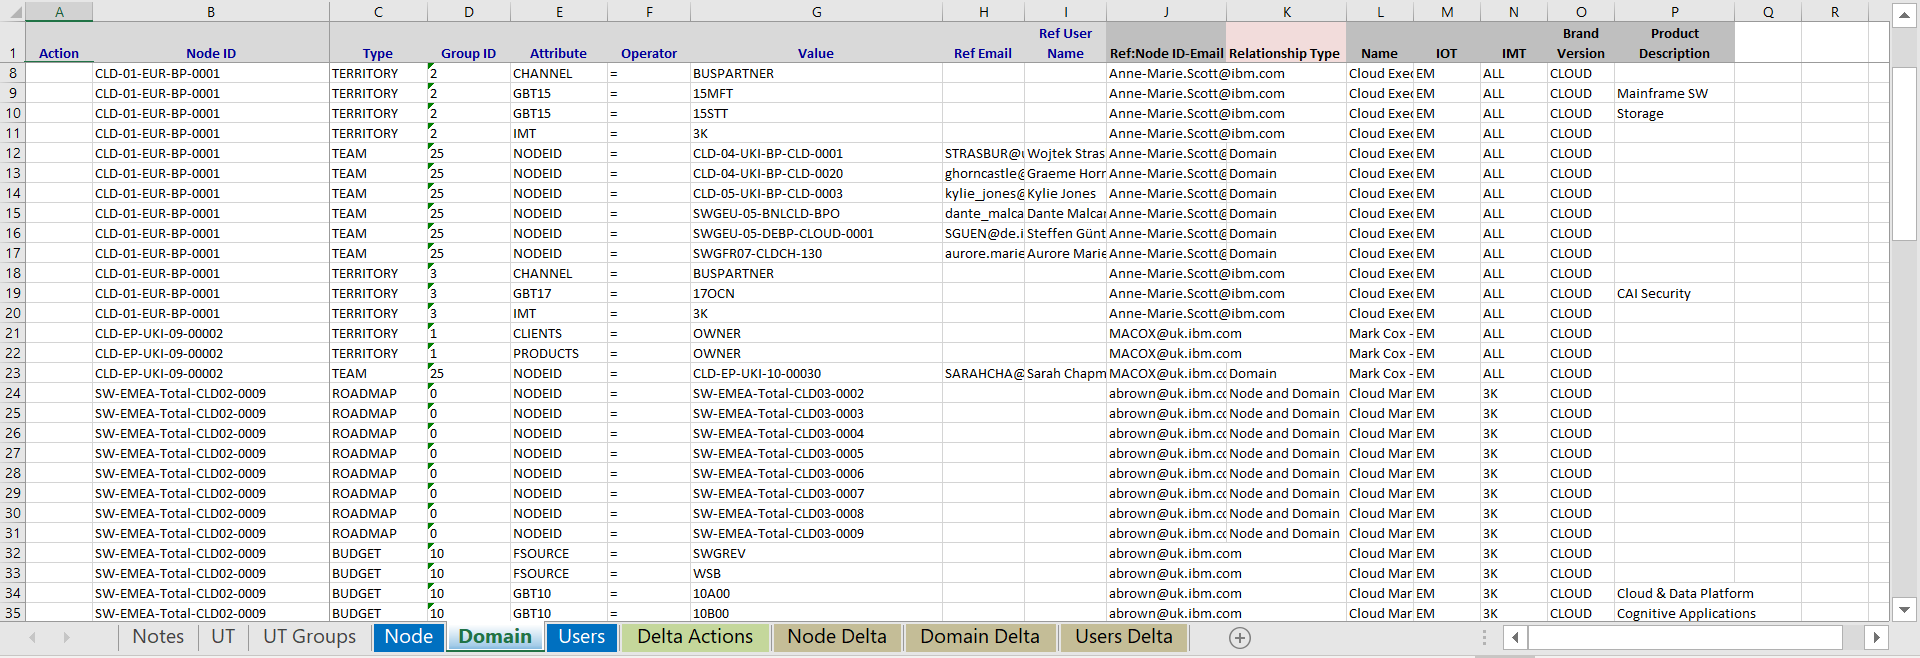 A B C D E F G H I J K L M N O P Q R
1 Action Node ID Type Group ID Attribute Operator Value Ref Email Ref User Name Ref:Node ID-Email Relationship Type Name IOT IMT Brand Version Product Description
8 CLD-01-EUR-BP-0001 TERRITORY 2 CHANNEL = BUSPARTNER Anne-Marie.Scott@ibm.com Cloud Exec EM ALL CLOUD
9 CLD-01-EUR-BP-0001 TERRITORY 2 GBT15 = 15MFT Anne-Marie.Scott@ibm.com Cloud Exec EM ALL CLOUD Mainframe SW
10 CLD-01-EUR-BP-0001 TERRITORY 2 GBT15 = 15STT Anne-Marie.Scott@ibm.com Cloud Exec EM ALL CLOUD Storage
11 CLD-01-EUR-BP-0001 TERRITORY 2 IMT = 3K Anne-Marie.Scott@ibm.com Cloud Exec EM ALL CLOUD
12 CLD-01-EUR-BP-0001 TEAM 25 NODEID = CLD-04-UKI-BP-CLD-0001 STRASBUR@u Wojtek Stras Anne-Marie.Scott@ Domain Cloud Exec EM ALL CLOUD
13 CLD-01-EUR-BP-0001 TEAM 25 NODEID = CLD-04-UKI-BP-CLD-0020 ghorncastle@ Graeme Horn Anne-Marie.Scott@ Domain Cloud Exec EM ALL CLOUD
14 CLD-01-EUR-BP-0001 TEAM 25 NODEID = CLD-05-UKI-BP-CLD-0003 kylie_jones@ Kylie Jones Anne-Marie.Scott@ Domain Cloud Exec EM ALL CLOUD
15 CLD-01-EUR-BP-0001 TEAM 25 NODEID = SWGEU-05-BNLCLD-BPO dante_malca Dante Malcar Anne-Marie.Scott@ Domain Cloud Exec EM ALL CLOUD
16 CLD-01-EUR-BP-0001 TEAM 25 NODEID = SWGEU-05-DEBP-CLOUD-0001 SGUEN@de.i Steffen Günt Anne-Marie.Scott@ Domain Cloud Exec EM ALL CLOUD
17 CLD-01-EUR-BP-0001 TEAM 25 NODEID = SWGFR07-CLDCH-130 aurore.marie Aurore Marie Anne-Marie.Scott@ Domain Cloud Exec EM ALL CLOUD
18 CLD-01-EUR-BP-0001 TERRITORY 3 CHANNEL = BUSPARTNER Anne-Marie.Scott@ibm.com Cloud Exec EM ALL CLOUD
19 CLD-01-EUR-BP-0001 TERRITORY 3 GBT17 = 17OCN Anne-Marie.Scott@ibm.com Cloud Exec EM ALL CLOUD CAI Security
20 CLD-01-EUR-BP-0001 TERRITORY 3 IMT = 3K Anne-Marie.Scott@ibm.com Cloud Exec EM ALL CLOUD
21 CLD-EP-UKI-09-00002 TERRITORY 1 CLIENTS = OWNER MACOX@uk.ibm.com Mark Cox - EM ALL CLOUD
22 CLD-EP-UKI-09-00002 TERRITORY 1 PRODUCTS = OWNER MACOX@uk.ibm.com Mark Cox - EM ALL CLOUD
23 CLD-EP-UKI-09-00002 TEAM 25 NODEID = CLD-EP-UKI-10-00030 SARAHCHA@ Sarah Chapm MACOX@uk.ibm.com Domain Mark Cox - EM ALL CLOUD
24 SW-EMEA-Total-CLD02-0009 ROADMAP 0 NODEID = SW-EMEA-Total-CLD03-0002 abrown@uk.ibm.co Node and Domain Cloud Mar EM 3K CLOUD
25 SW-EMEA-Total-CLD02-0009 ROADMAP 0 NODEID = SW-EMEA-Total-CLD03-0003 abrown@uk.ibm.co Node and Domain Cloud Mar EM 3K CLOUD
26 SW-EMEA-Total-CLD02-0009 ROADMAP 0 NODEID = SW-EMEA-Total-CLD03-0004 abrown@uk.ibm.co Node and Domain Cloud Mar EM 3K CLOUD
27 SW-EMEA-Total-CLD02-0009 ROADMAP 0 NODEID = SW-EMEA-Total-CLD03-0005 abrown@uk.ibm.co Node and Domain Cloud Mar EM 3K CLOUD
28 SW-EMEA-Total-CLD02-0009 ROADMAP 0 NODEID = SW-EMEA-Total-CLD03-0006 abrown@uk.ibm.co Node and Domain Cloud Mar EM 3K CLOUD
29 SW-EMEA-Total-CLD02-0009 ROADMAP 0 NODEID = SW-EMEA-Total-CLD03-0007 abrown@uk.ibm.co Node and Domain Cloud Mar EM 3K CLOUD
30 SW-EMEA-Total-CLD02-0009 ROADMAP 0 NODEID = SW-EMEA-Total-CLD03-0008 abrown@uk.ibm.co Node and Domain Cloud Mar EM 3K CLOUD
31 SW-EMEA-Total-CLD02-0009 ROADMAP 0 NODEID = SW-EMEA-Total-CLD03-0009 abrown@uk.ibm.co Node and Domain Cloud Mar EM 3K CLOUD
32 SW-EMEA-Total-CLD02-0009 BUDGET 10 FSOURCE = SWGREV abrown@uk.ibm.com Cloud Mar EM 3K CLOUD
33 SW-EMEA-Total-CLD02-0009 BUDGET 10 FSOURCE = WSB abrown@uk.ibm.com Cloud Mar EM 3K CLOUD
34 SW-EMEA-Total-CLD02-0009 BUDGET 10 GBT10 = 10A00 abrown@uk.ibm.com Cloud Mar EM 3K CLOUD Cloud & Data Platform
35 SW-EMEA-Total-CLD02-0009 BUDGET 10 GBT10 = 10B00 abrown@uk.ibm.com Cloud Mar EM 3K CLOUD Cognitive Applications
Notes UT UT Groups Node Domain Users Delta Actions Node Delta Domain Delta Users Delta